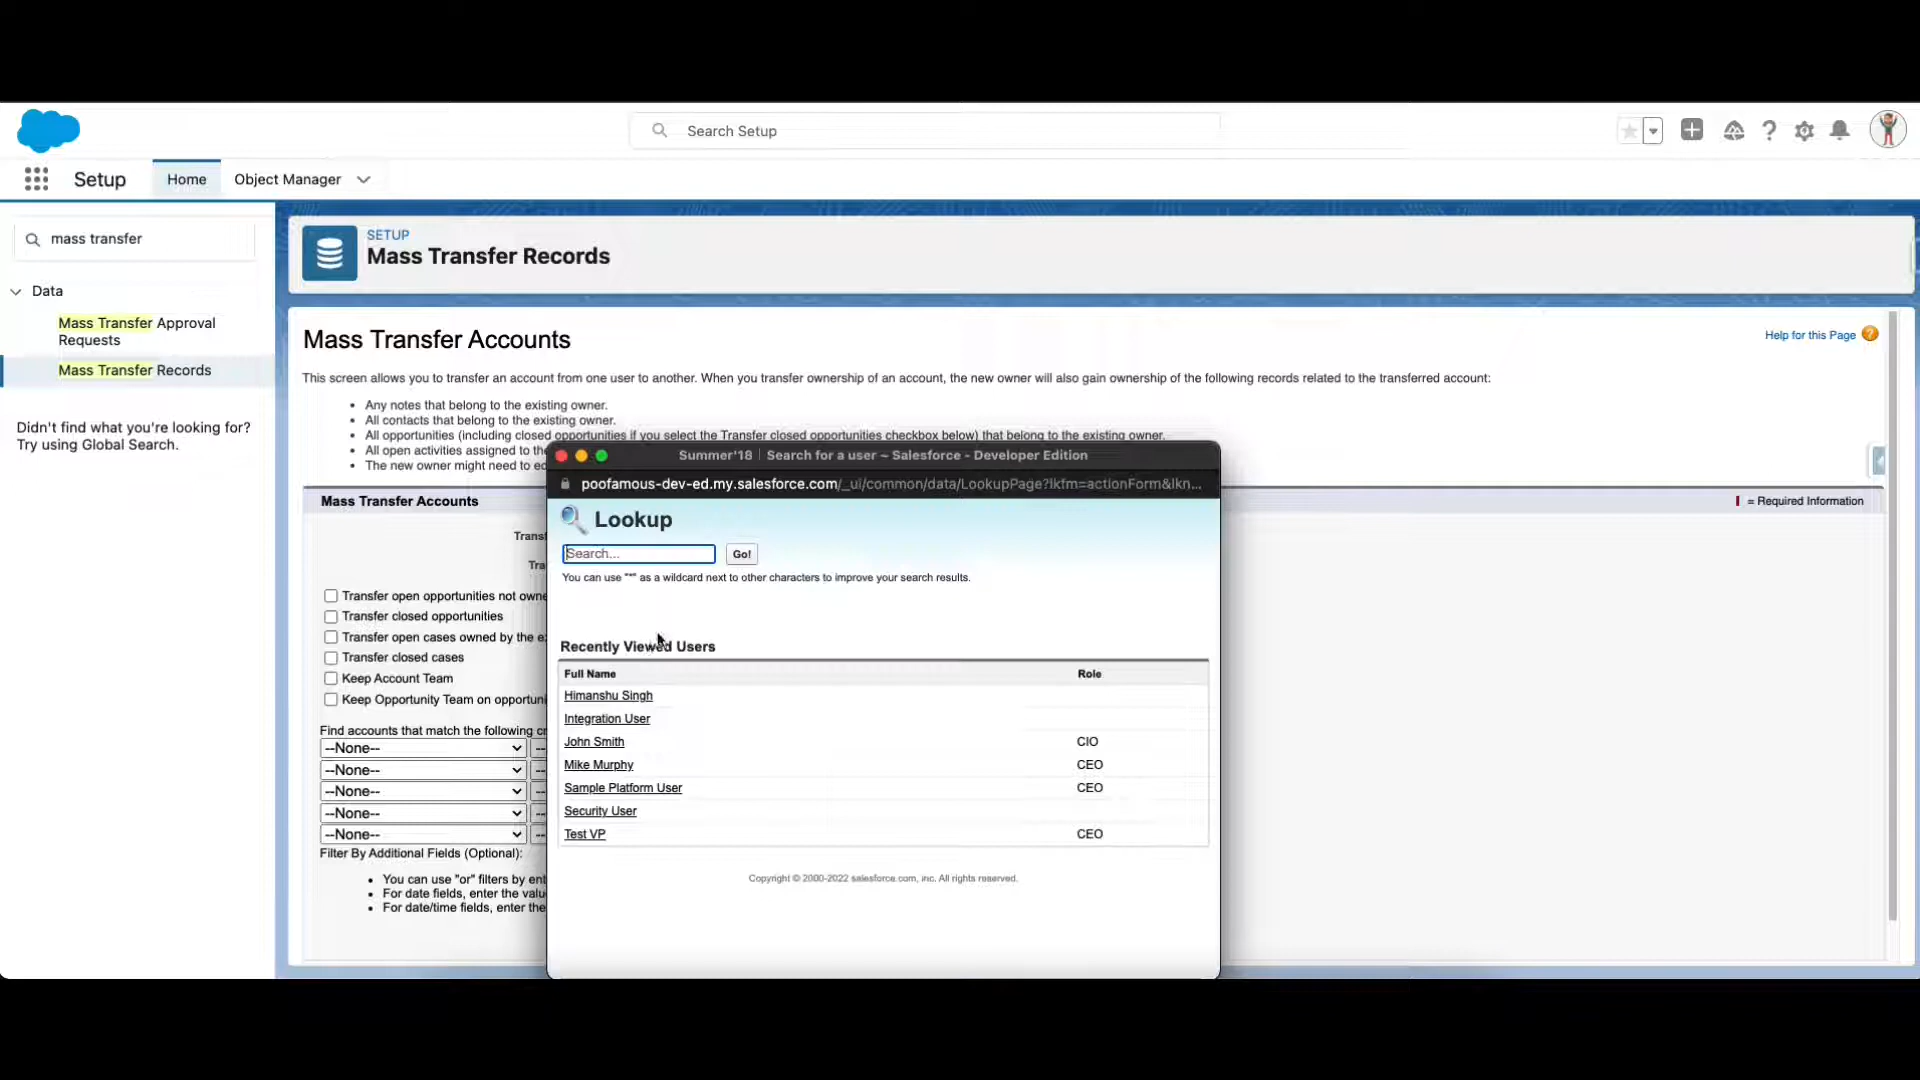 Search Setup
Setup
Home
Object Manager
mass transfer
Data
Mass Transfer Approval
Requests
Mass Transfer Records
Didn't find what you're looking for?
Try using Global Search.
SETUP
Mass Transfer Records
Mass Transfer Accounts
Help for this Page
This screen allows you to transfer an account from one user to another. When you transfer ownership of an account, the new owner will also gain ownership of the following records related to the transferred account:
• Any notes that belong to the existing owner.
• All contacts that belong to the existing owner.
• All opportunities (including closed opportunities if you select the Transfer closed opportunities checkbox below) that belong to the existing owner.
• All open activities assigned to the
• The new owner might need to
Mass Transfer Accounts
= Required Information
Transfer open opportunities not
Transfer closed opportunities
Transfer open cases owned by the
Transfer closed cases
Keep Account Team
Keep Opportunity Team on
Find accounts that match the following
--None--
--None--
--None--
--None--
--None--
Filter By Additional Fields (Optional):
• You can use "or" filters by
• For date fields, enter the
• For date/time fields, enter the
Summer'18 | Search for a user ~ Salesforce - Developer Edition
poofamous-dev-ed.my.salesforce.com/_ui/common/data/LookupPage?lkfm=actionForm&lkn...
Lookup
Search...
Go!
You can use "*" as a wildcard next to other characters to improve your search results.
Recently Viewed Users
Full Name Role
Himanshu Singh
Integration User
John Smith CIO
Mike Murphy CEO
Sample Platform User CEO
Security User
Test VP CEO
Copyright © 2000-2022 salesforce.com, inc. All rights reserved.